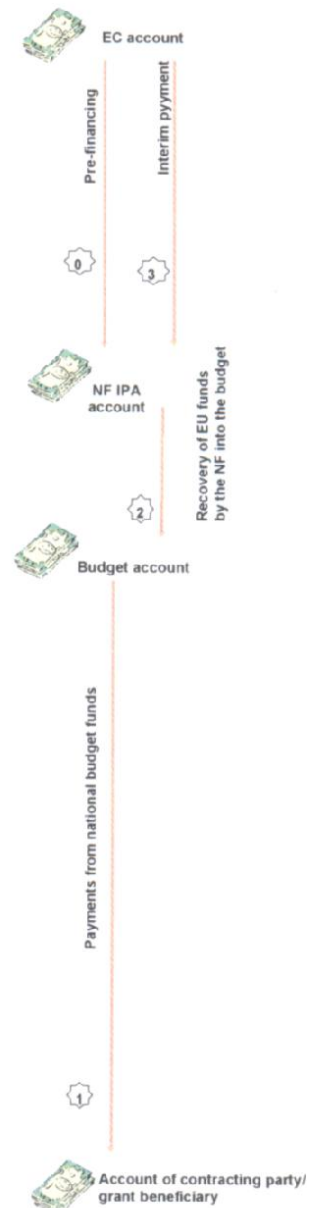 EC account
Pre-financing
Interim pyyment
0
3
NF IPA
account
Recovery of EU funds
by the NF into the budget
2
Budget account
Payments from national budget funds
1
Account of contracting party/
grant beneficiary